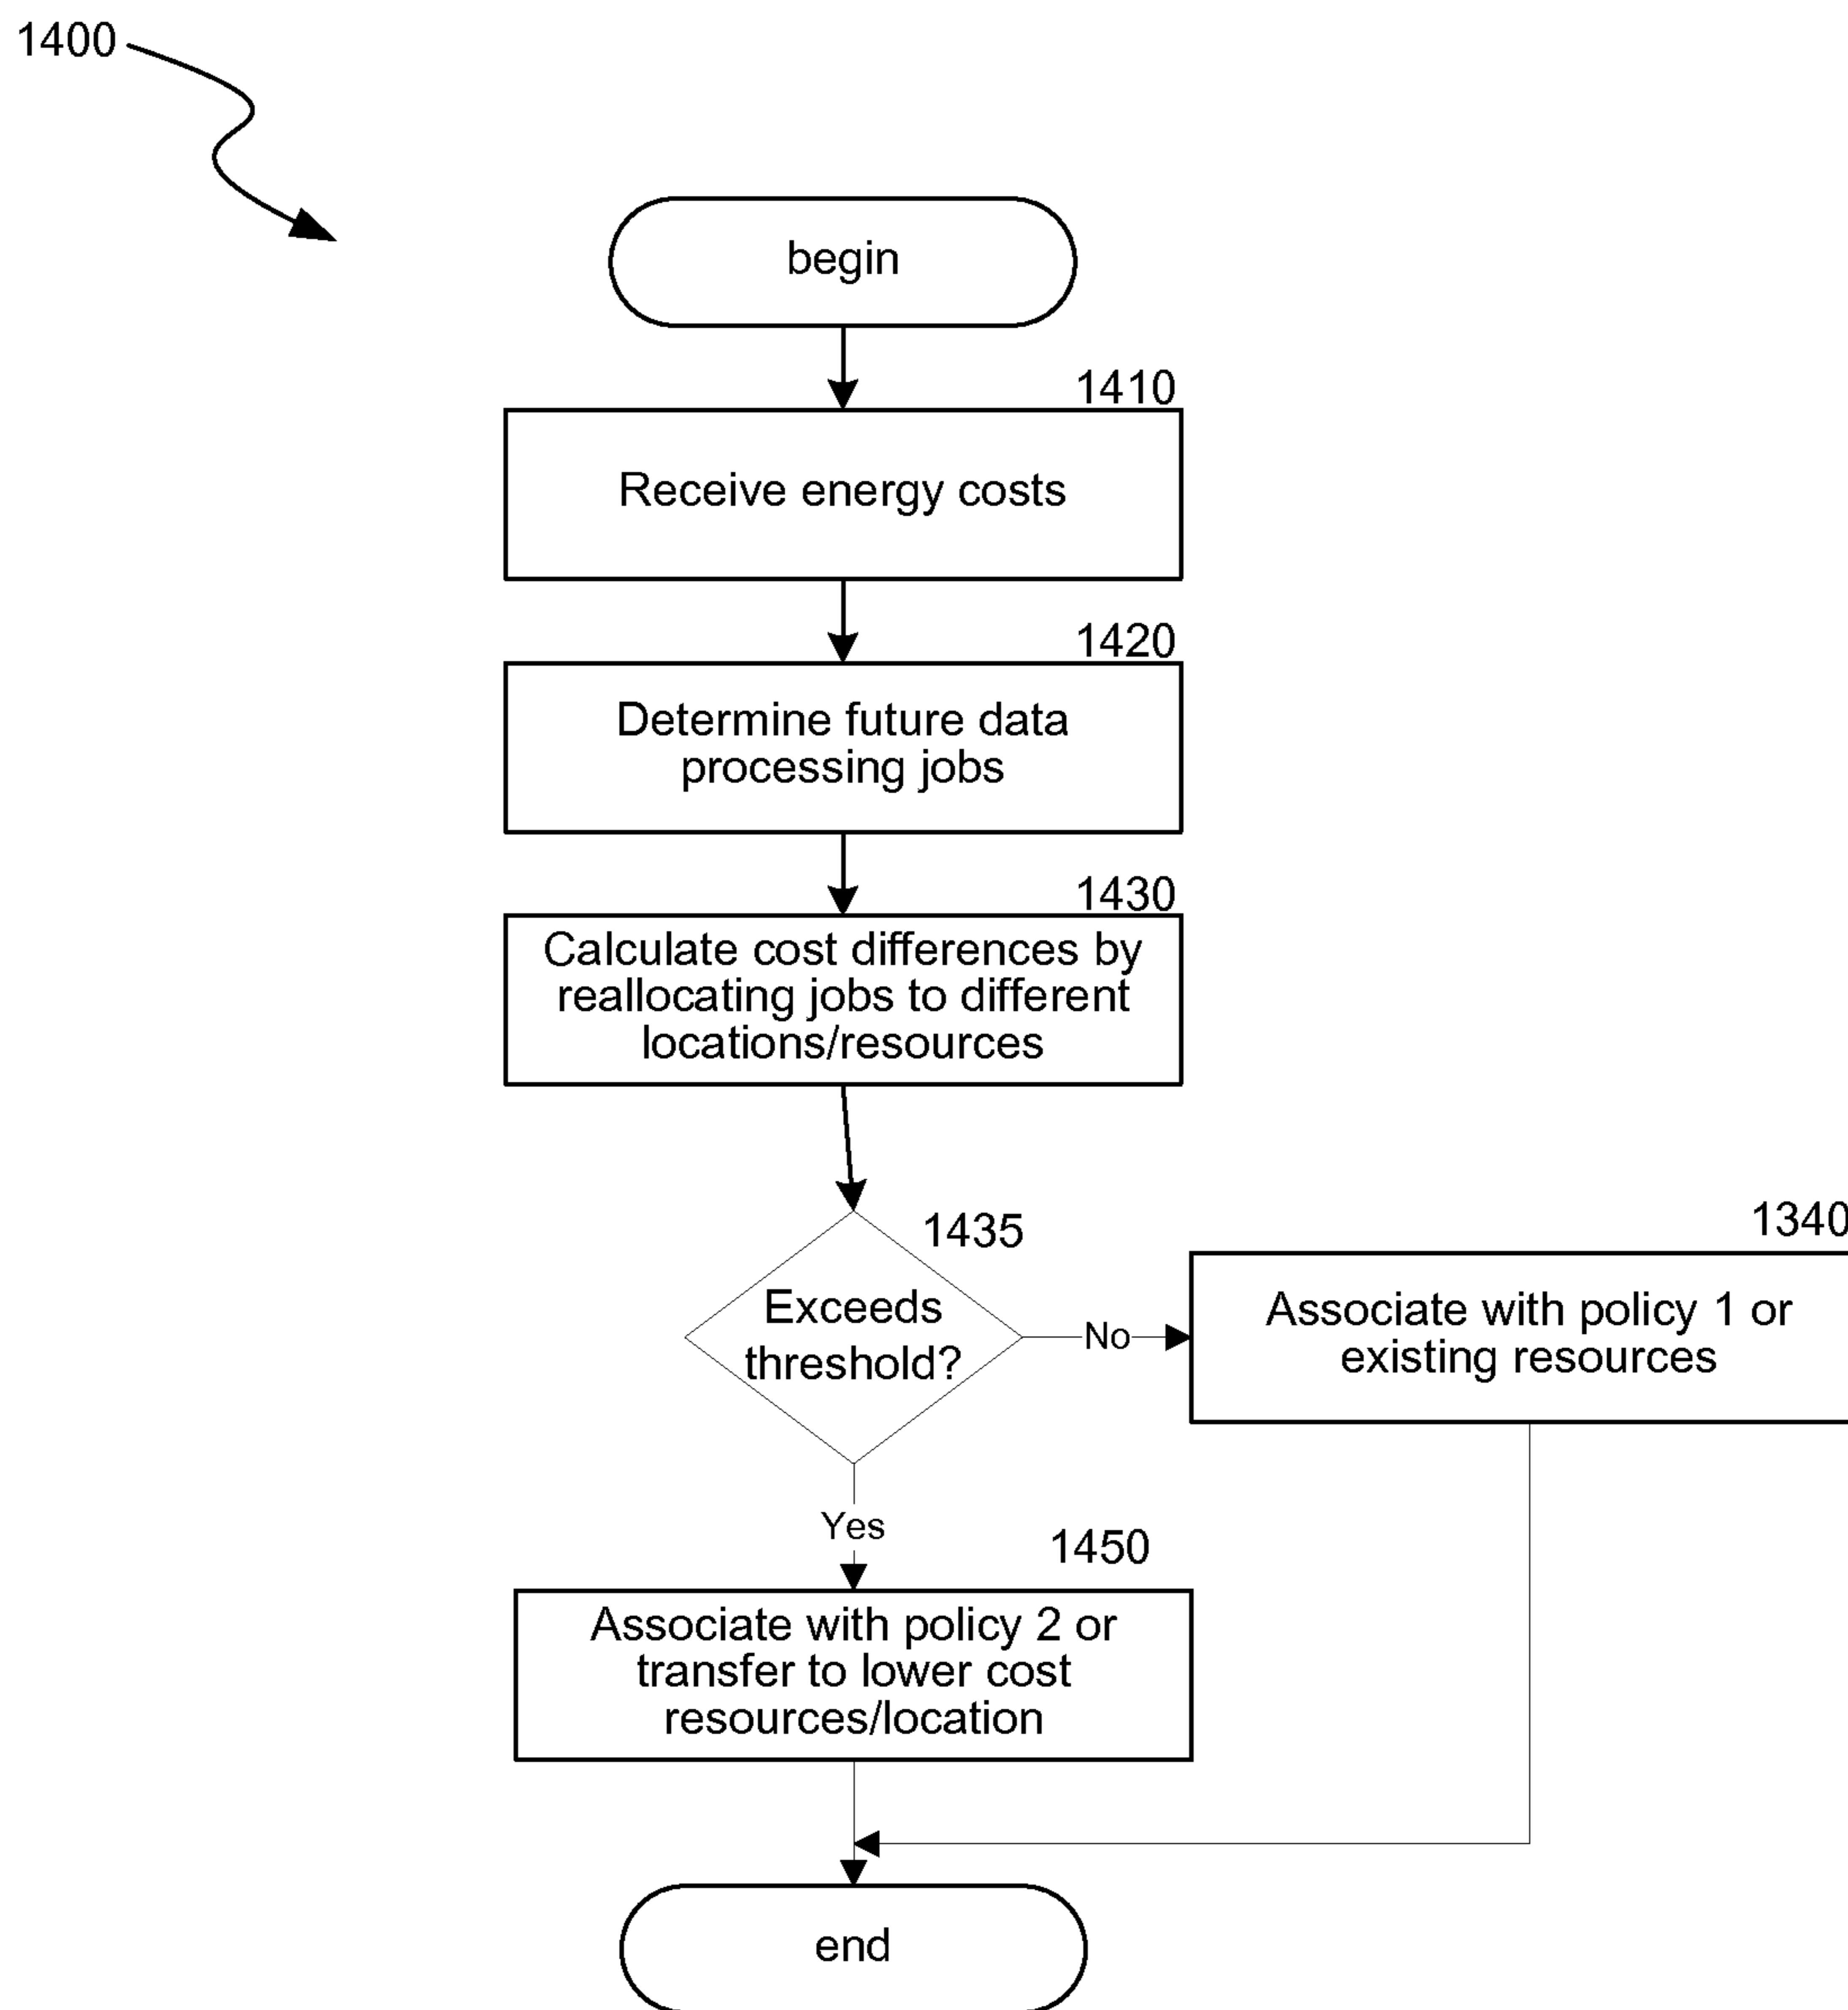 1400
begin
1410
Receive energy costs
1420
Determine future data
processing jobs
1430
Calculate cost differences by
reallocating jobs to different
locations/resources
1435
Exceeds
threshold?
No
1340
Associate with policy 1 or
existing resources
Yes
1450
Associate with policy 2 or
transfer to lower cost
resources/location
end